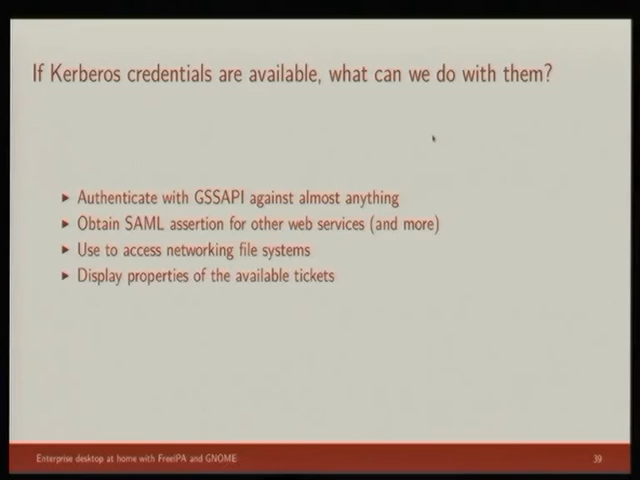 If Kerberos credentials are available, what can we do with them?
▶ Authenticate with GSSAPI against almost anything
▶ Obtain SAML assertion for other web services (and more)
▶ Use to access networking file systems
▶ Display properties of the available tickets
Enterprise desktop at home with FreeIPA and GNOME
39